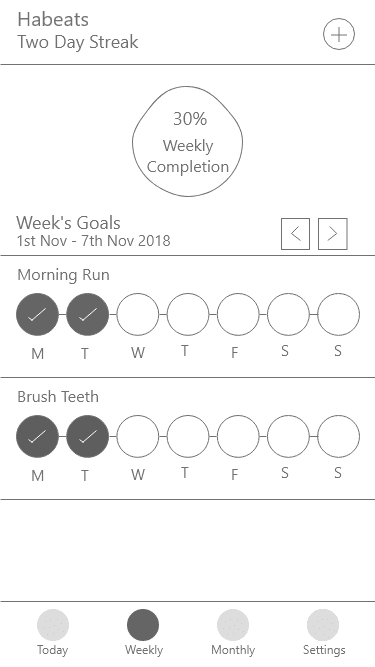 Habeats
Two Day Streak
30%
Weekly
Completion
Week's Goals
1st Nov - 7th Nov 2018
Morning Run
M T W T F S S
Brush Teeth
M T W T F S S
Today Weekly Monthly Settings